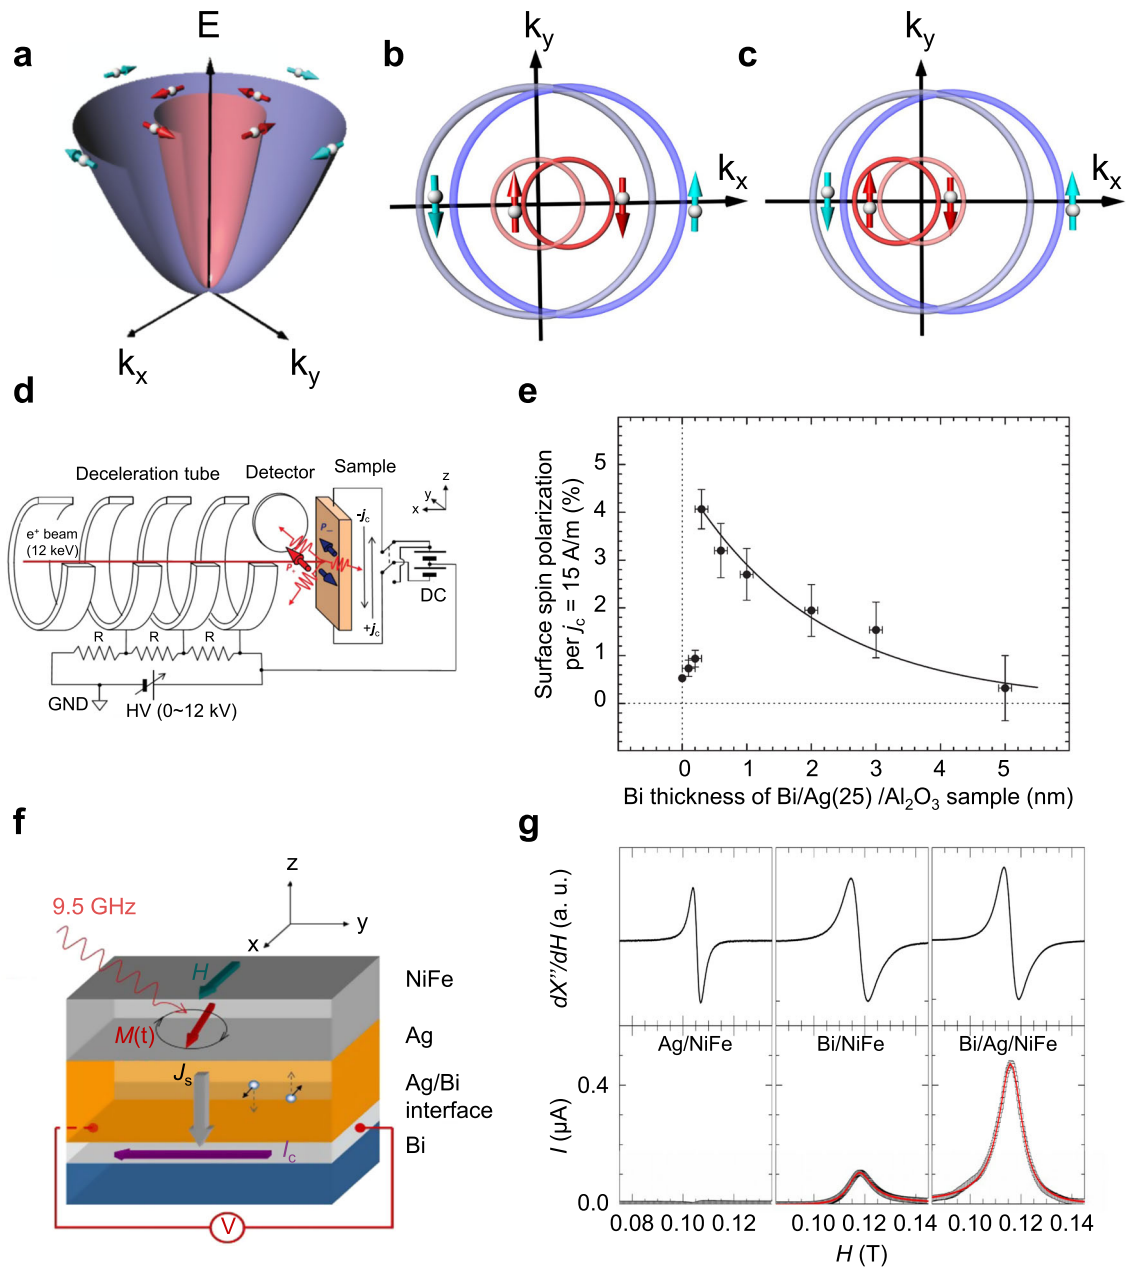 a
E
kₓ
k_y
b
k_y
kₓ
c
k_y
kₓ
d
Deceleration tube
Detector
Sample
e⁺ beam
(12 keV)
P₋
P₊
-j_c
+j_c
z
y
x
DC
R
R
R
GND
HV (0~12 kV)
e
Surface spin polarization
per j_c = 15 A/m (%)
5
4
3
2
1
0
0 1 2 3 4 5
Bi thickness of Bi/Ag(25) /Al₂O₃ sample (nm)
f
9.5 GHz
z
y
x
H
M(t)
J_s
I_c
V
NiFe
Ag
Ag/Bi
interface
Bi
g
dX"/dH (a. u.)
Ag/NiFe
Bi/NiFe
Bi/Ag/NiFe
I (μA)
0.4
0.0
0.08 0.10 0.12
0.10 0.12 0.14
0.10 0.12 0.14
H (T)